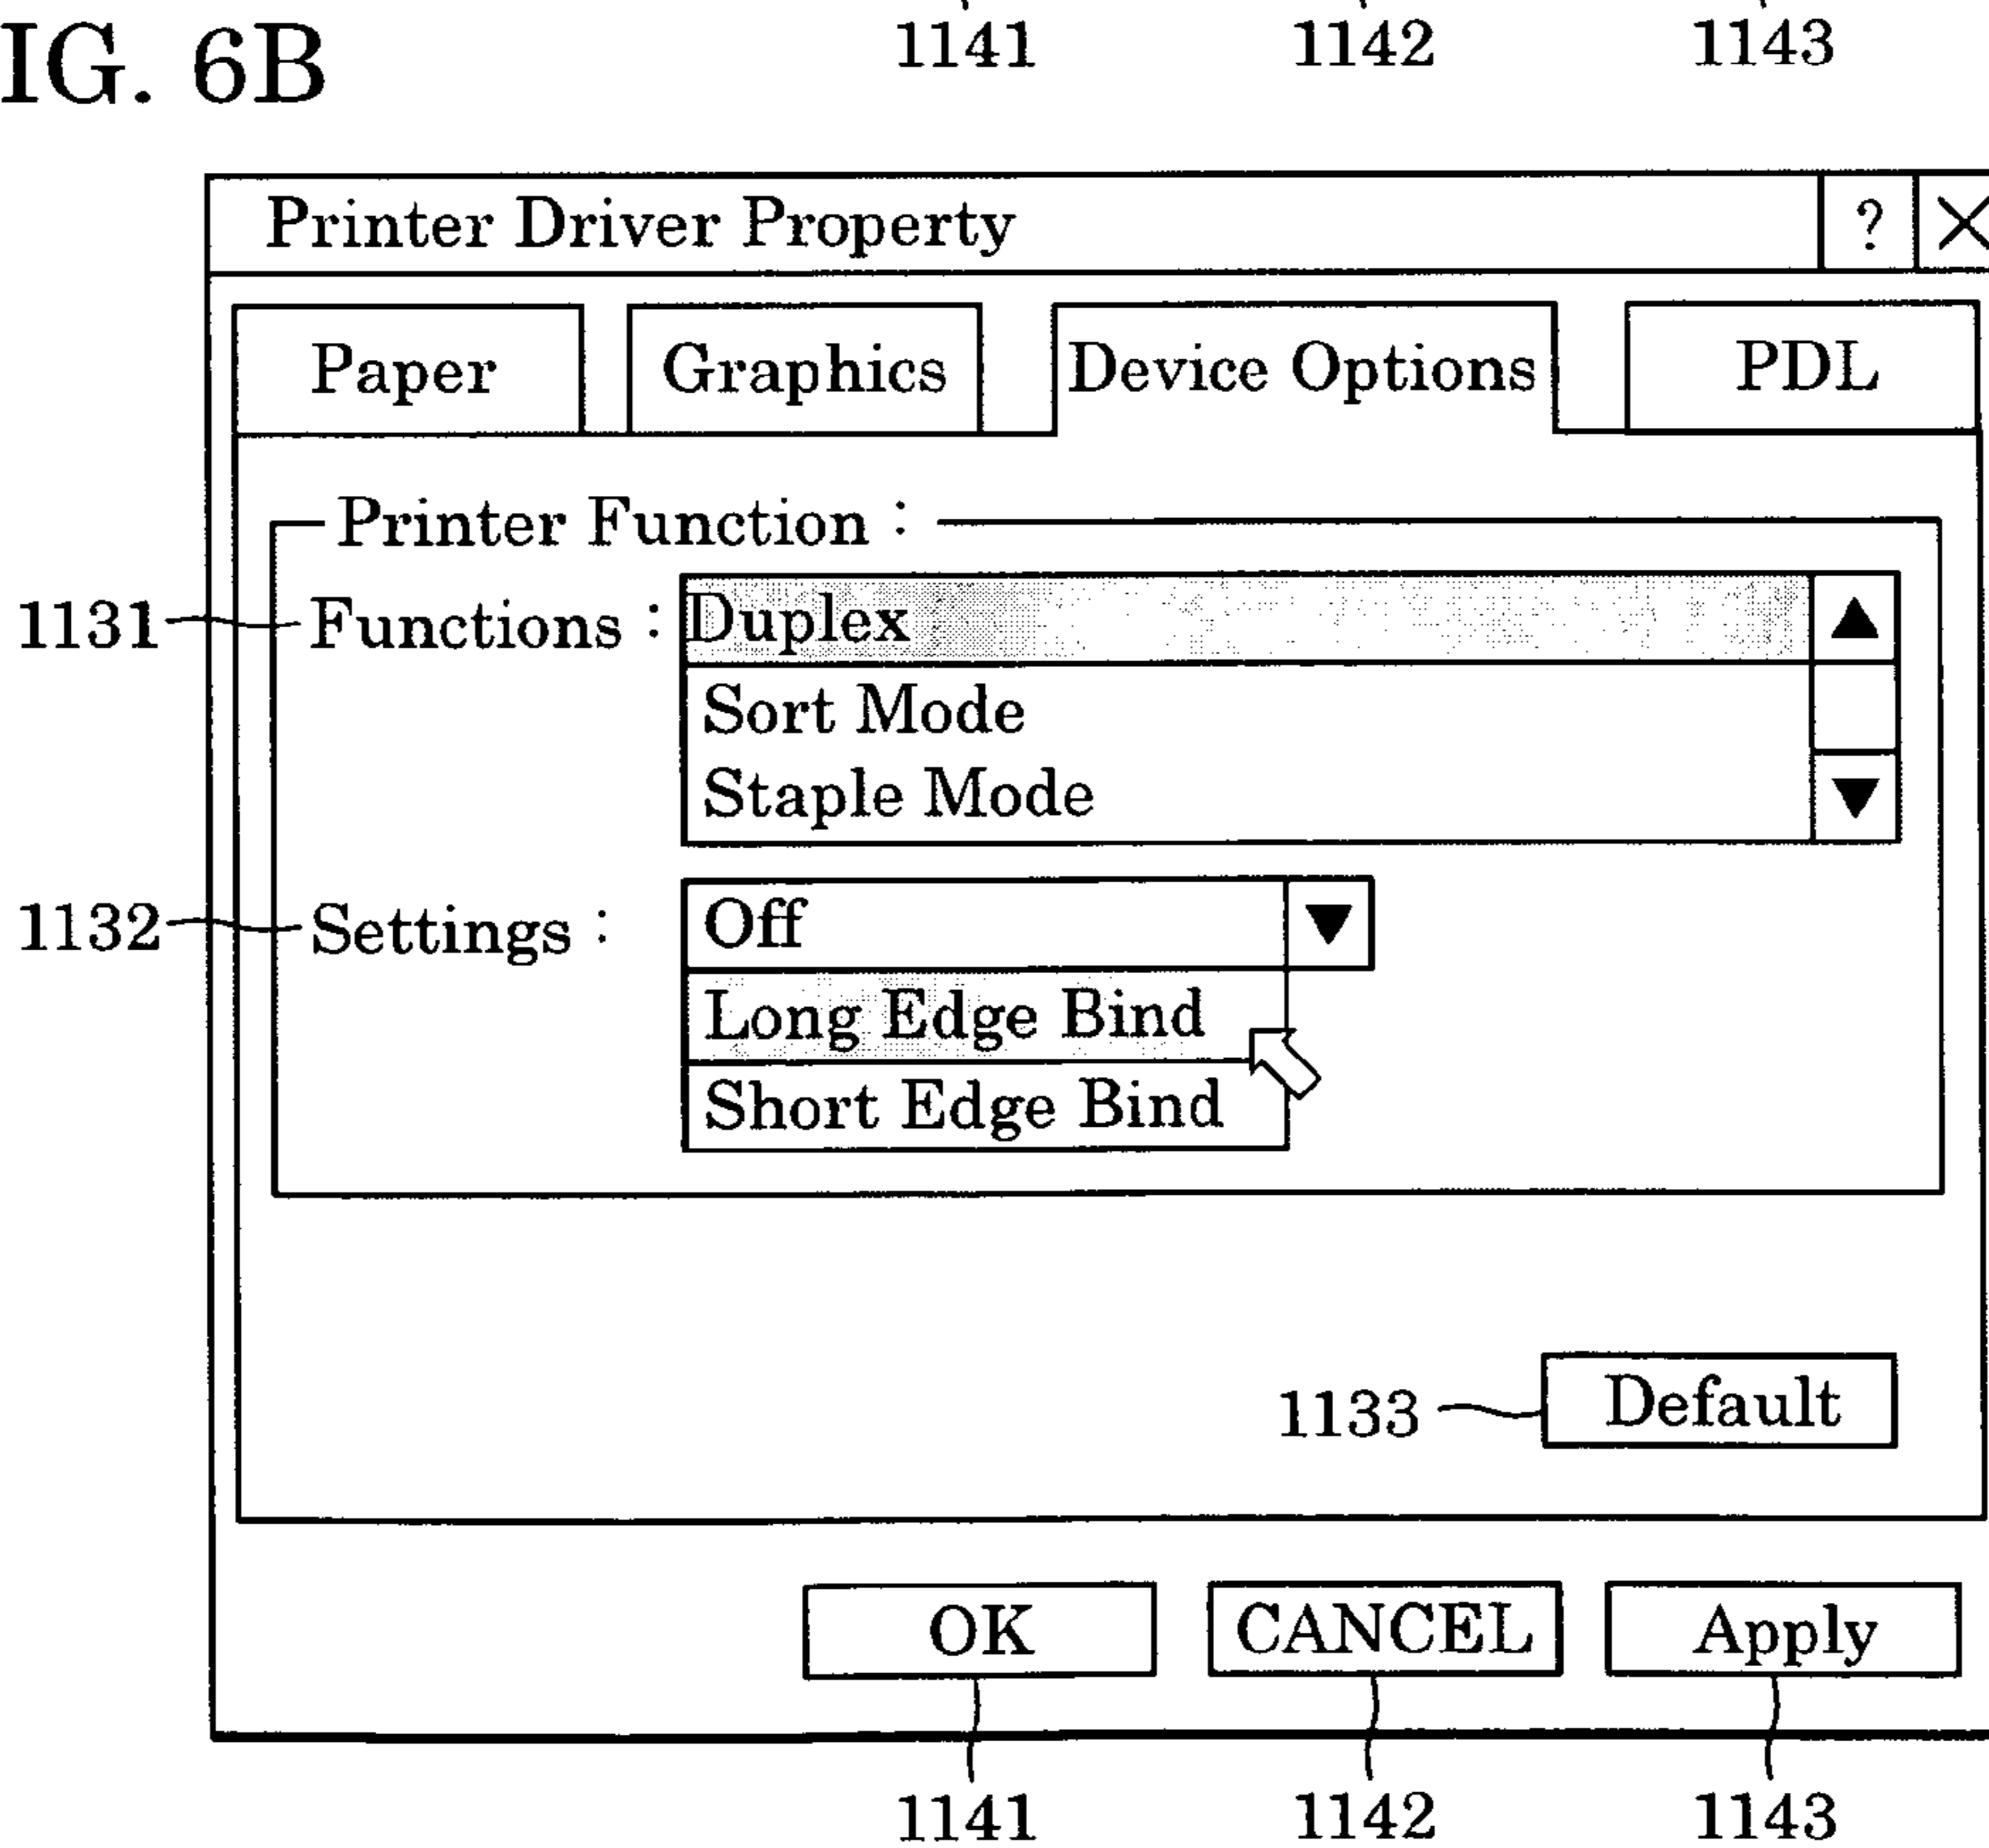 1141 1142 1143
IG. 6B
Printer Driver Property ? X
Paper Graphics Device Options PDL
Printer Function :
1131 Functions : Duplex
Sort Mode
Staple Mode
1132 Settings : Off
Long Edge Bind
Short Edge Bind
1133 Default
OK CANCEL Apply
1141 1142 1143